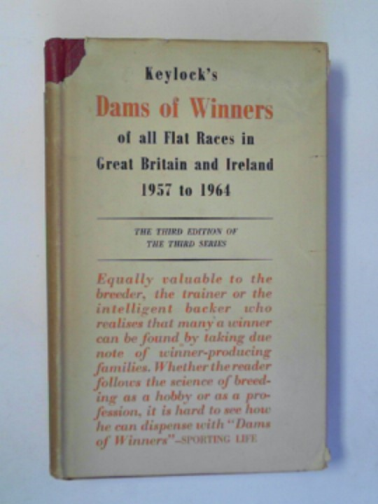 Keylock's
Dams of Winners
of all Flat Races in
Great Britain and Ireland
1957 to 1964
THE THIRD EDITION OF
THE THIRD SERIES
Equally valuable to the
breeder, the trainer or the
intelligent backer who
realises that many a winner
can be found by taking due
note of winner-producing
families. Whether the reader
follows the science of breed-
ing as a hobby or as a pro-
fession, it is hard to see how
he can dispense with "Dams
of Winners"–SPORTING LIFE